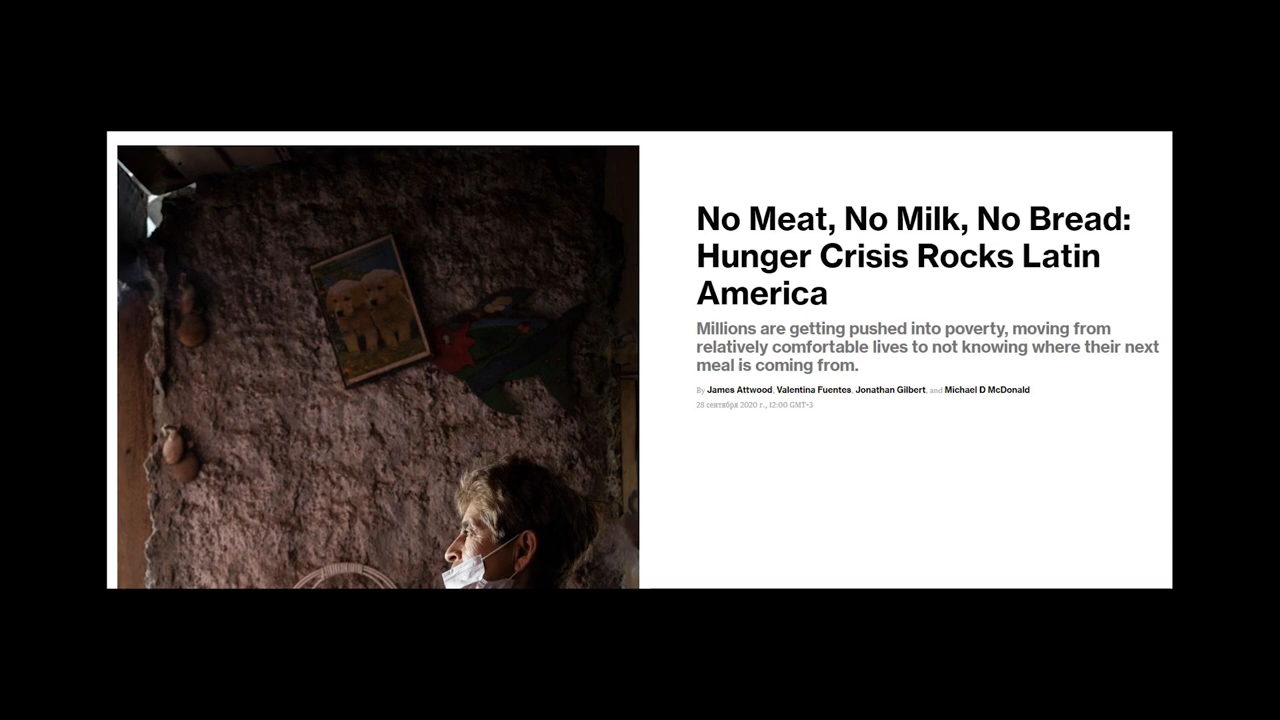 No Meat, No Milk, No Bread:
Hunger Crisis Rocks Latin
America
Millions are getting pushed into poverty, moving from
relatively comfortable lives to not knowing where their next
meal is coming from.
By James Attwood, Valentina Fuentes, Jonathan Gilbert, and Michael D McDonald
28 сентября 2020 г., 12:00 GMT+3